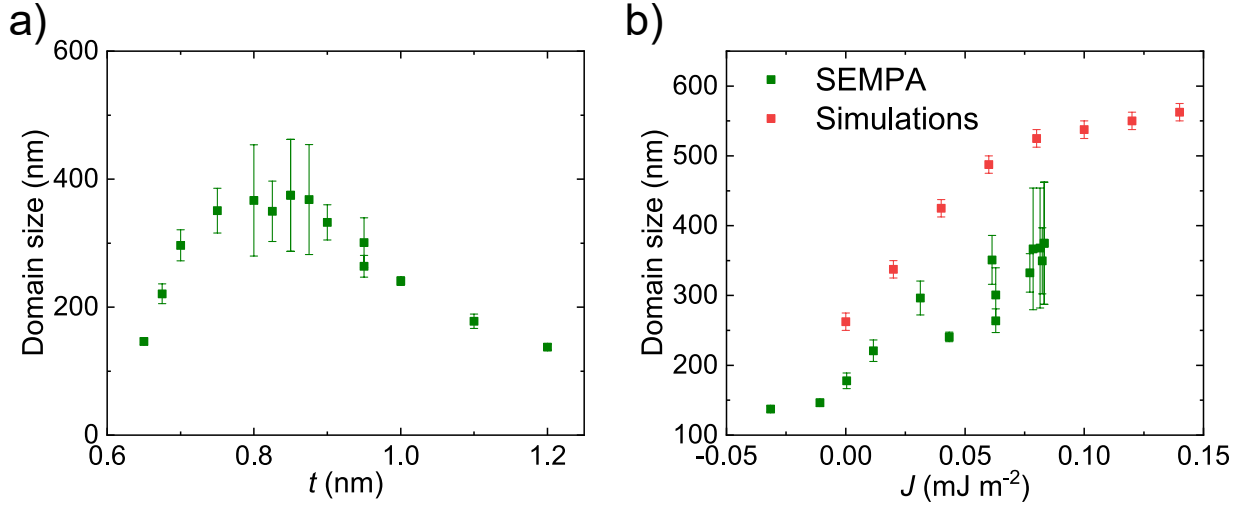 a)
600
400
200
0
Domain size (nm)
0.6
0.8
1.0
1.2
t (nm)
b)
SEMPA
Simulations
600
500
400
300
200
100
Domain size (nm)
-0.05
0.00
0.05
0.10
0.15
J (mJ m-2)